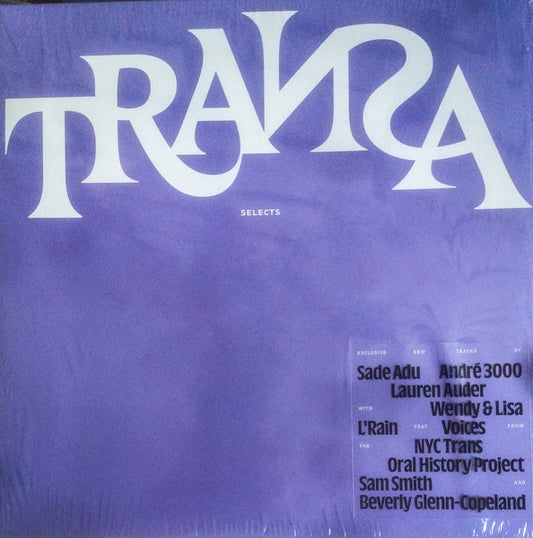 TRANSA
SELECTS
EXCLUSIVE NEW TRACKS BY
Sade Adu André 3000
Lauren Auder
WITH Wendy & Lisa
L'Rain FEAT. Voices FROM
THE NYC Trans
Oral History Project
Sam Smith AND
Beverly Glenn-Copeland